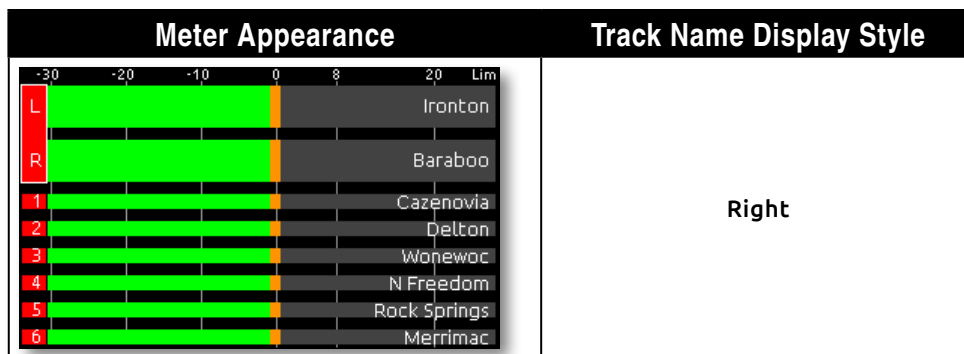 Meter Appearance Track Name Display Style
-30 -20 -10 0 8 20 Lim
L Ironton
R Baraboo
1 Cazenovia
2 Delton
3 Wonewoc
4 N Freedom
5 Rock Springs
6 Merrimac
Right